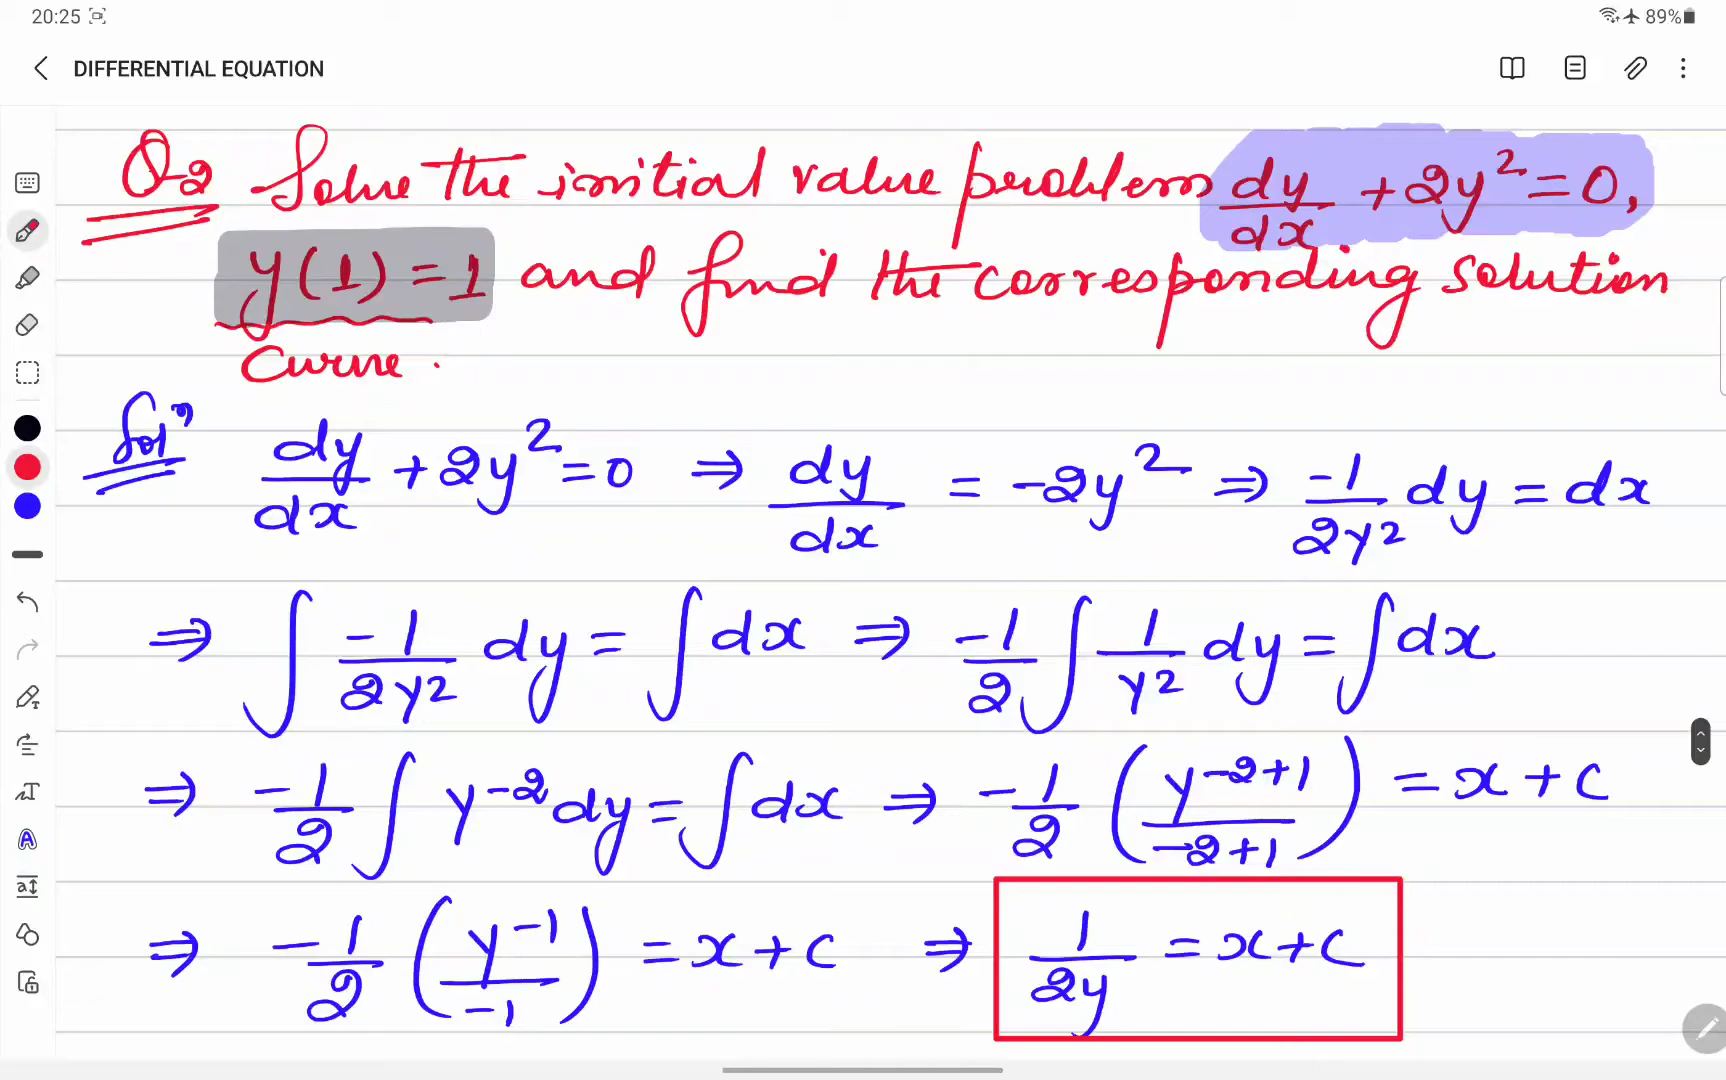 20:25
89%
DIFFERENTIAL EQUATION
Q-2 Solve the initial value problem dy/dx + 2y² = 0,
y(1) = 1 and find the corresponding solution
Curve.
Solⁿ dy/dx + 2y² = 0 ⇒ dy/dx = -2y² ⇒ -1/2y² dy = dx
⇒ ∫ -1/2y² dy = ∫ dx ⇒ -1/2 ∫ 1/y² dy = ∫ dx
⇒ -1/2 ∫ y⁻² dy = ∫ dx ⇒ -1/2 (y⁻²⁺¹/-2+1) = x + c
⇒ -1/2 (y⁻¹/-1) = x + c ⇒ 1/2y = x + c